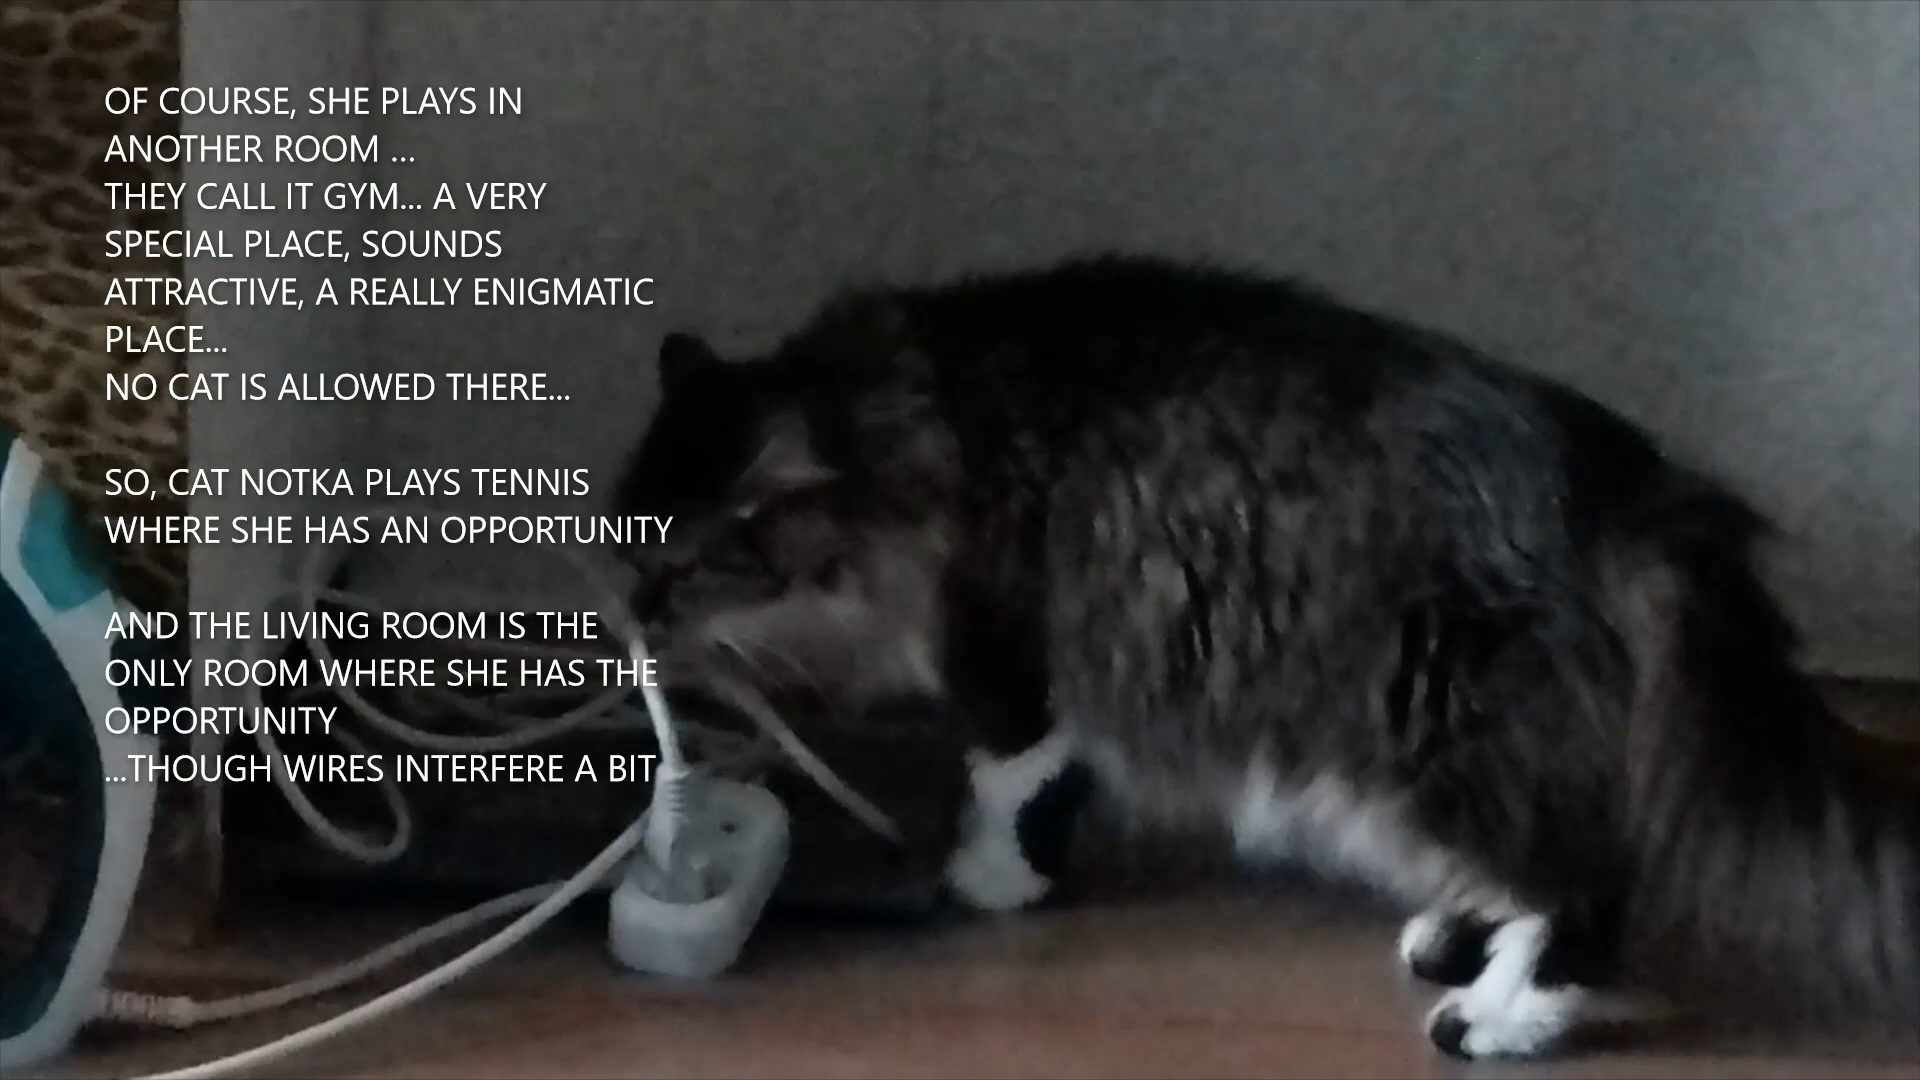 OF COURSE, SHE PLAYS IN
ANOTHER ROOM ...
THEY CALL IT GYM... A VERY
SPECIAL PLACE, SOUNDS
ATTRACTIVE, A REALLY ENIGMATIC
PLACE...
NO CAT IS ALLOWED THERE...
SO, CAT NOTKA PLAYS TENNIS
WHERE SHE HAS AN OPPORTUNITY
AND THE LIVING ROOM IS THE
ONLY ROOM WHERE SHE HAS THE
OPPORTUNITY
...THOUGH WIRES INTERFERE A BIT